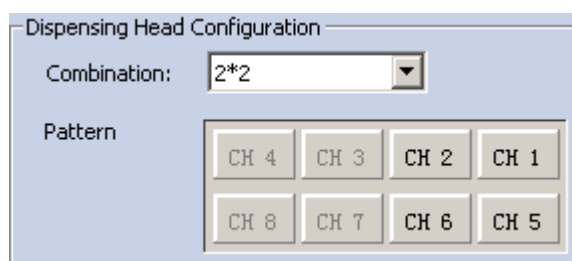 Dispensing Head Configuration
Combination: 2*2
Pattern
CH 4 CH 3 CH 2 CH 1
CH 8 CH 7 CH 6 CH 5